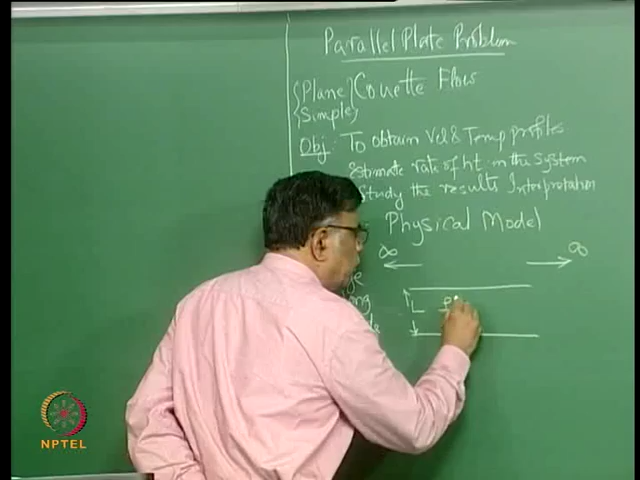 Parallel Plate Problem
{Plane} Couette Flow
{Simple}
Obj: To obtain Vel & Temp profiles
Estimate rate of ht in the system
Study the results Interpretation
Physical Model
∞ ∞
L
NPTEL